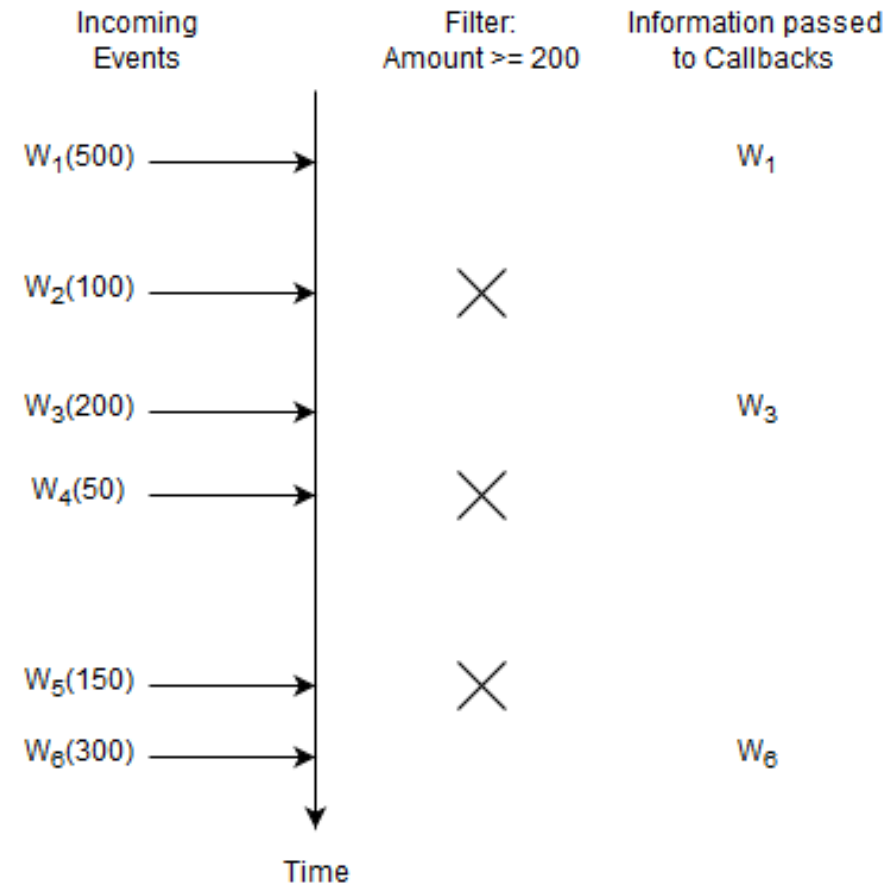 Incoming
Events
Filter:
Amount >= 200
Information passed
to Callbacks
W₁(500)
W₁
W₂(100)
W₃(200)
W₃
W₄(50)
W₅(150)
W₆(300)
W₆
Time